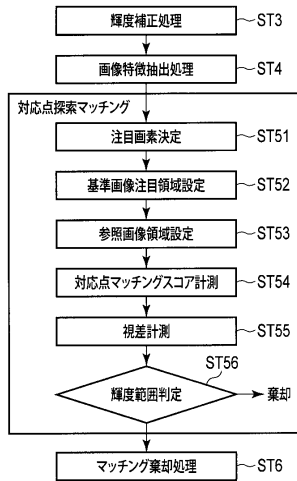 輝度補正処理 ST3
画像特徴抽出処理 ST4
対応点探索マッチング
注目画素決定 ST51
基準画像注目領域設定 ST52
参照画像領域設定 ST53
対応点マッチングスコア計測 ST54
視差計測 ST55
ST56
輝度範囲判定 棄却
マッチング棄却処理 ST6